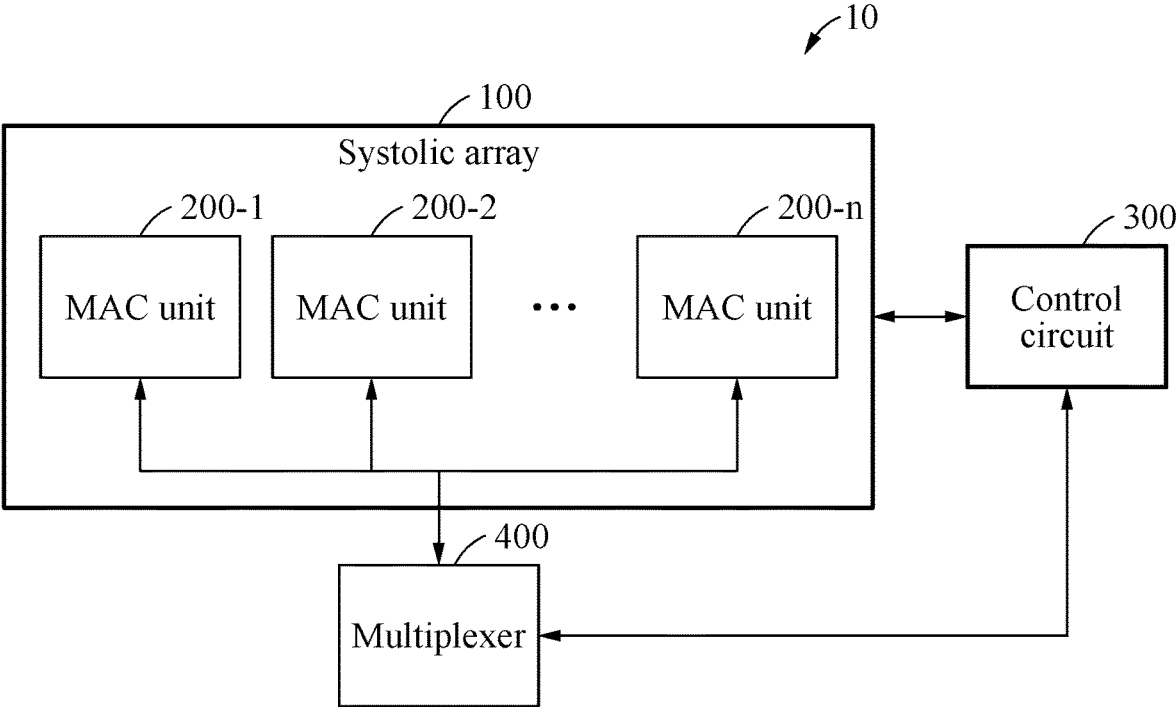 10
100
Systolic array
200-1
200-2
200-n
300
MAC unit
MAC unit
...
MAC unit
Control
circuit
400
Multiplexer